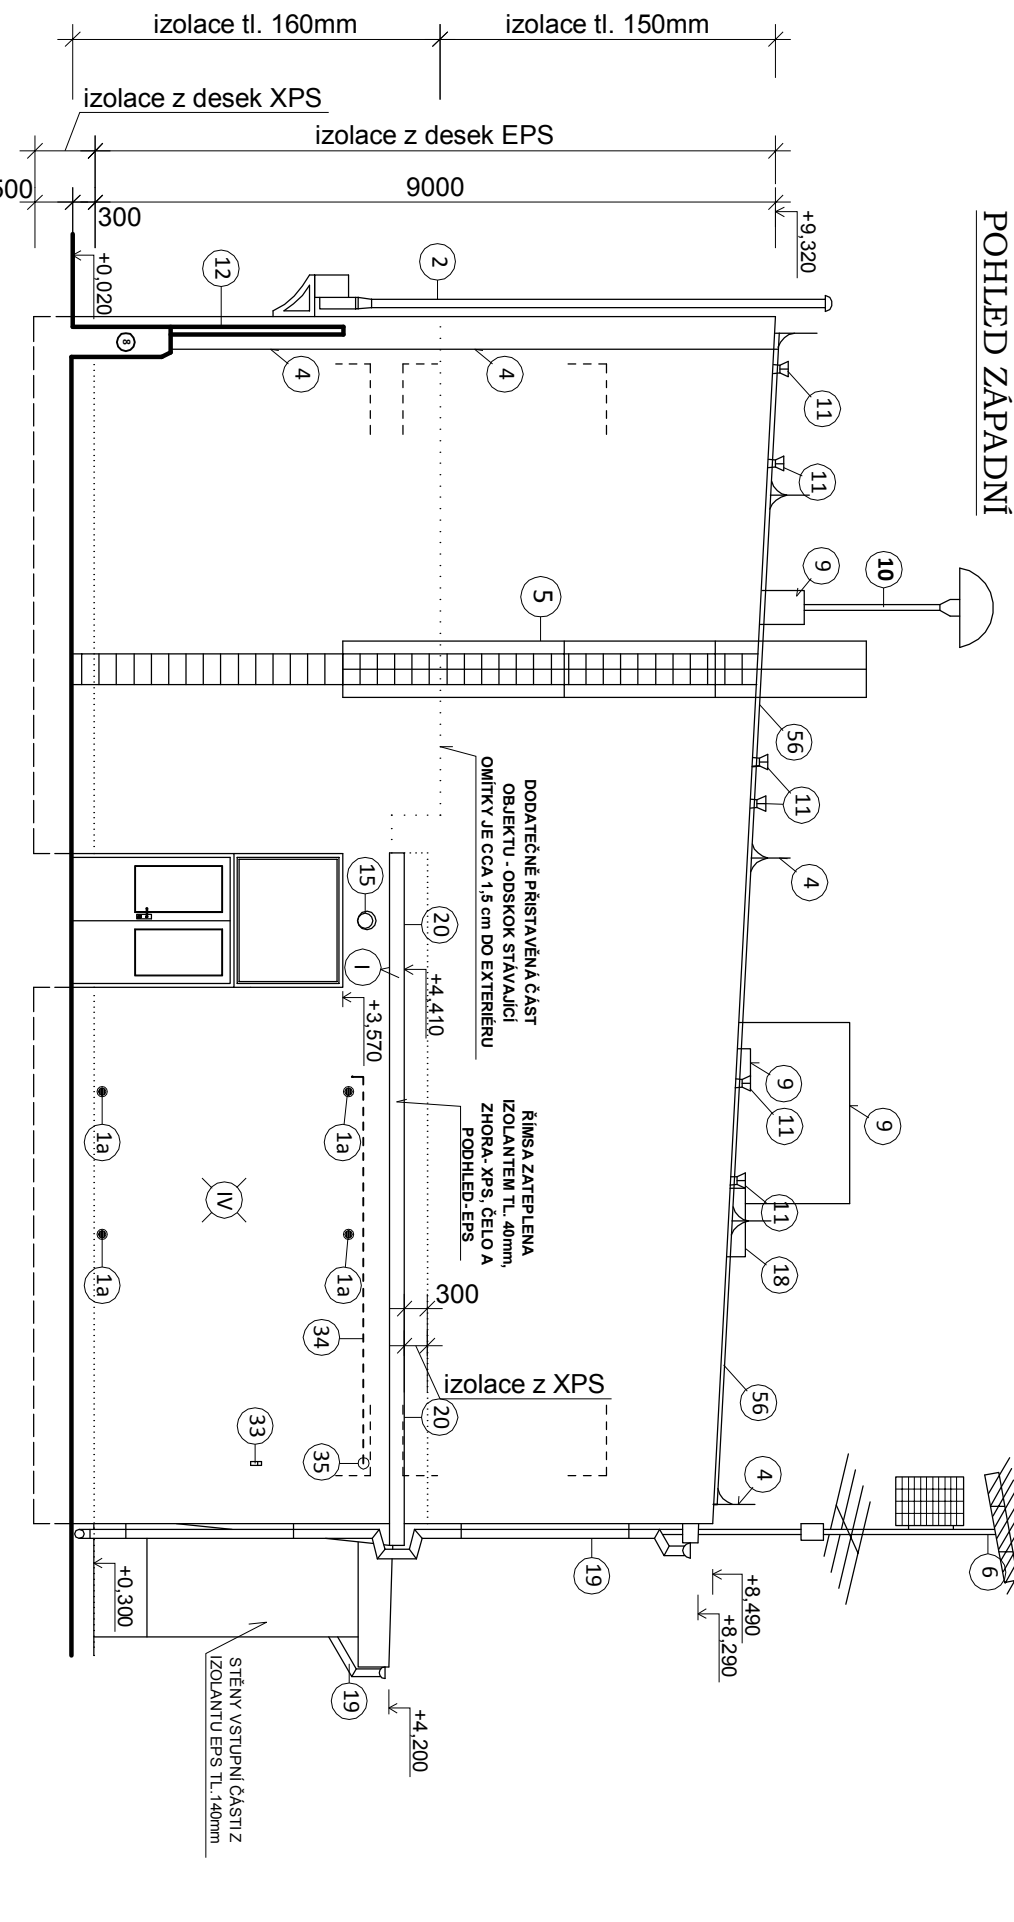 POHLED ZÁPADNÍ
izolace tl. 160mm
izolace tl. 150mm
izolace z desek XPS
izolace z desek EPS
9000
300
+9,320
+0,020
12
2
8
4
4
11
11
9
10
5
56
11
11
4
DODATEČNĚ PŘISTAVĚNÁ ČÁST
OBJEKTU - ODSKOK STÁVAJÍCÍ
OMÍTKY JE CCA 1,5 cm DO EXTERIÉRU
15
20
I
+4,410
+3,570
9
11
9
11
18
ŘÍMSA ZATEPLENA
IZOLANTEM TL. 40mm,
ZHORA- XPS, ČELO A
PODHLED- EPS
1a
1a
IV
1a
1a
300
34
izolace z XPS
20
56
33
35
4
6
19
+8,490
+8,290
+0,300
19
+4,200
STĚNY VSTUPNÍ ČÁSTI Z
IZOLANTU EPS TL.140mm